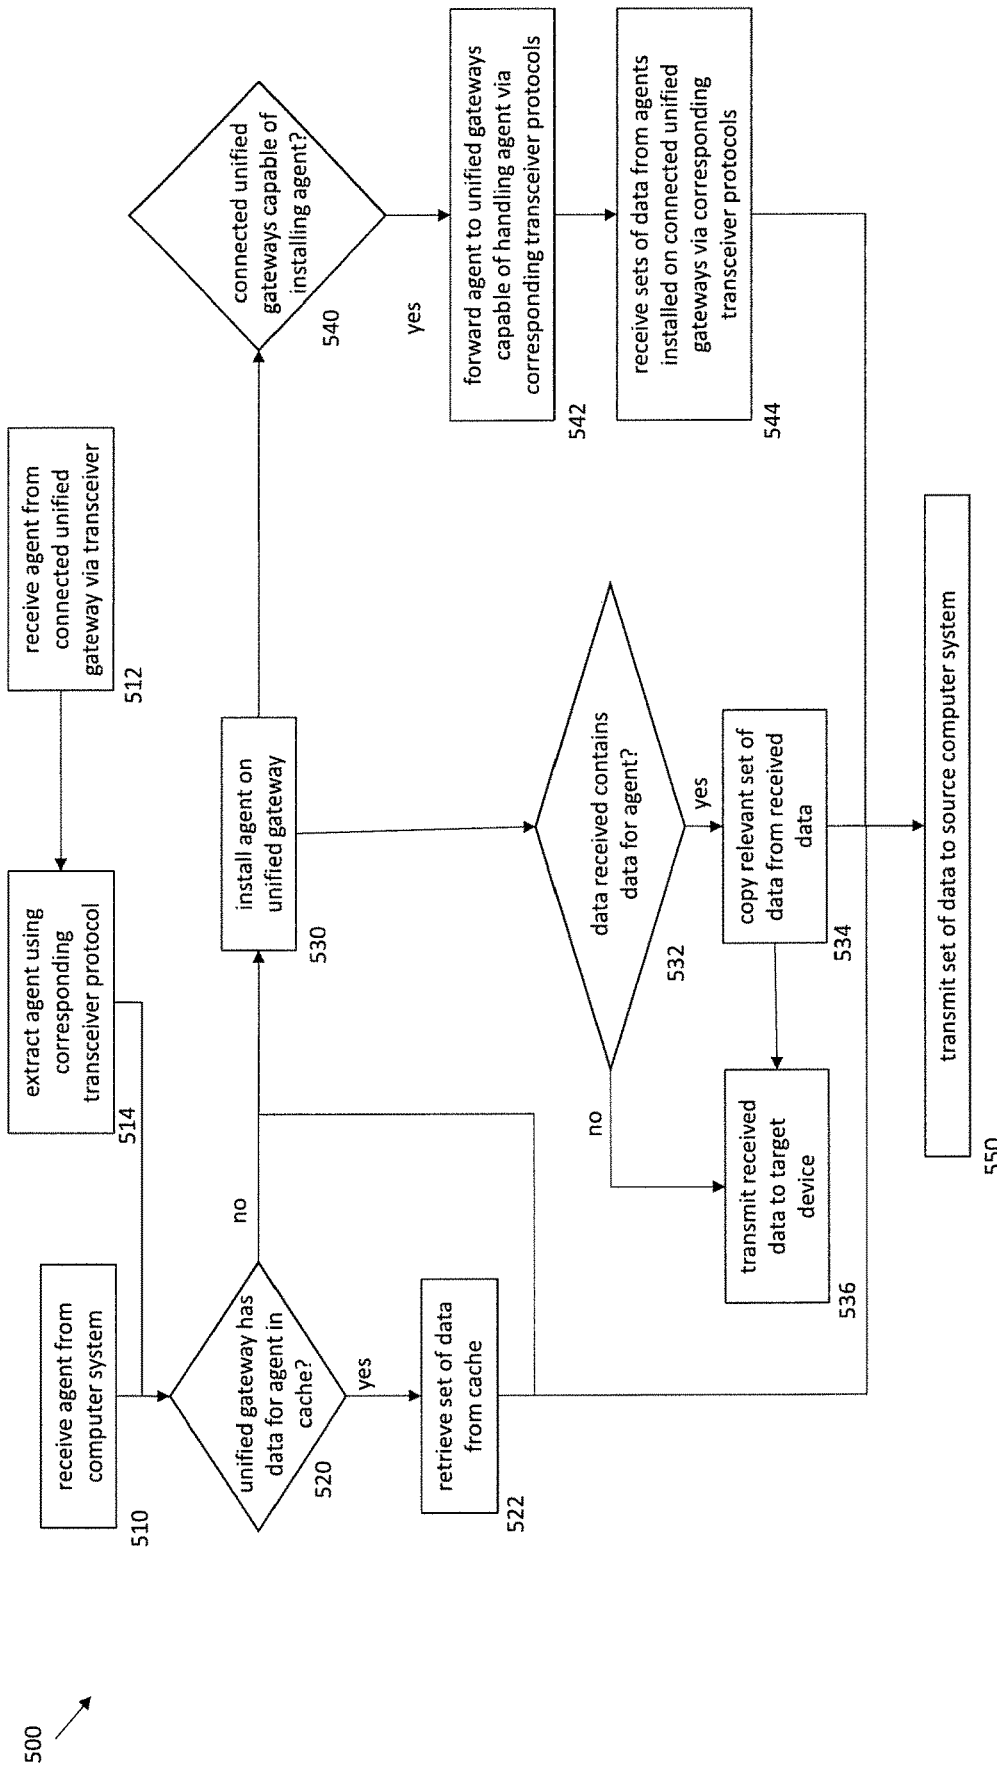 500
receive agent from
computer system
510
receive agent from
connected unified
gateway via transceiver
512
extract agent using
corresponding
transceiver protocol
514
unified gateway has
data for agent in
cache?
520
no
yes
retrieve set of data
from cache
522
install agent on
unified gateway
530
data received contains
data for agent?
532
no
yes
copy relevant set of
data from received
data
534
transmit received
data to target
device
536
connected unified
gateways capable of
installing agent?
540
yes
forward agent to unified gateways
capable of handling agent via
corresponding transceiver protocols
542
receive sets of data from agents
installed on connected unified
gateways via corresponding
transceiver protocols
544
transmit set of data to source computer system
550